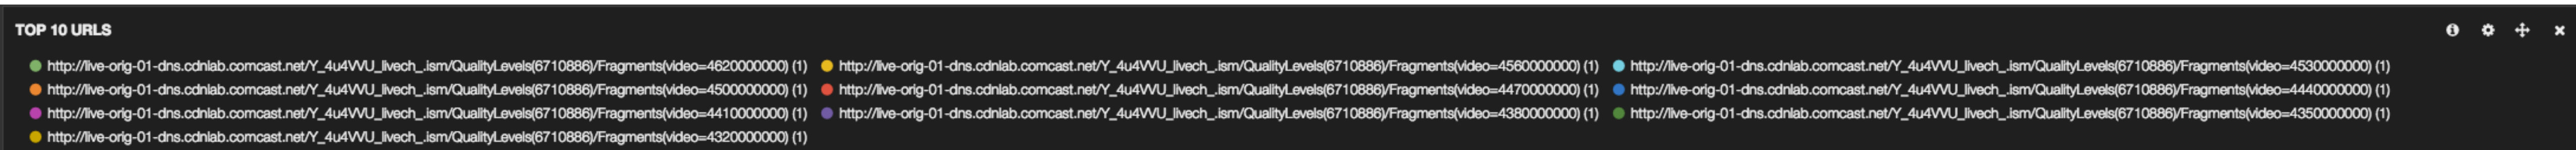 TOP 10 URLS
http://live-orig-01-dns.cdnlab.comcast.net/Y_4u4VVU_livech_.ism/QualityLevels(6710886)/Fragments(video=4620000000) (1) http://live-orig-01-dns.cdnlab.comcast.net/Y_4u4VVU_livech_.ism/QualityLevels(6710886)/Fragments(video=4560000000) (1) http://live-orig-01-dns.cdnlab.comcast.net/Y_4u4VVU_livech_.ism/QualityLevels(6710886)/Fragments(video=4530000000) (1)
http://live-orig-01-dns.cdnlab.comcast.net/Y_4u4VVU_livech_.ism/QualityLevels(6710886)/Fragments(video=4500000000) (1) http://live-orig-01-dns.cdnlab.comcast.net/Y_4u4VVU_livech_.ism/QualityLevels(6710886)/Fragments(video=4470000000) (1) http://live-orig-01-dns.cdnlab.comcast.net/Y_4u4VVU_livech_.ism/QualityLevels(6710886)/Fragments(video=4440000000) (1)
http://live-orig-01-dns.cdnlab.comcast.net/Y_4u4VVU_livech_.ism/QualityLevels(6710886)/Fragments(video=4410000000) (1) http://live-orig-01-dns.cdnlab.comcast.net/Y_4u4VVU_livech_.ism/QualityLevels(6710886)/Fragments(video=4380000000) (1) http://live-orig-01-dns.cdnlab.comcast.net/Y_4u4VVU_livech_.ism/QualityLevels(6710886)/Fragments(video=4350000000) (1)
http://live-orig-01-dns.cdnlab.comcast.net/Y_4u4VVU_livech_.ism/QualityLevels(6710886)/Fragments(video=4320000000) (1)